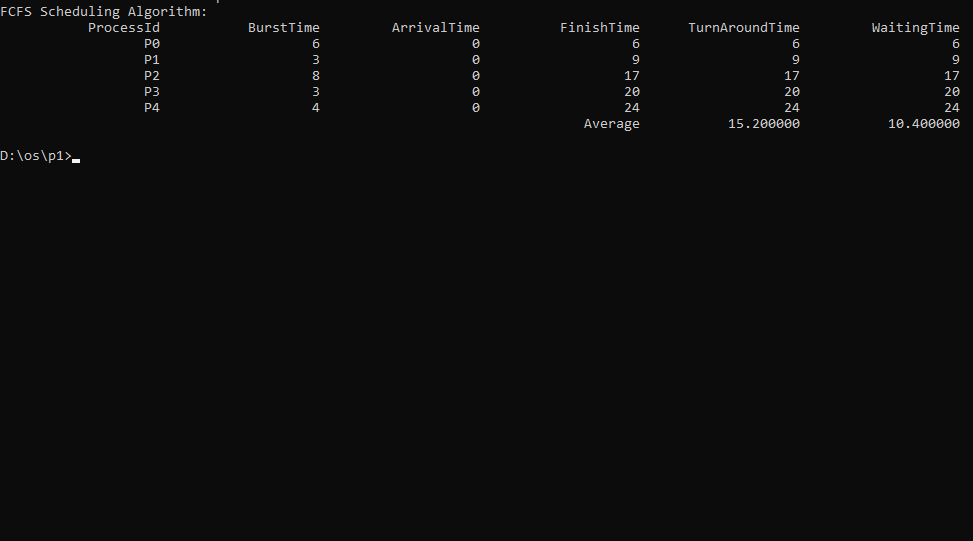 FCFS Scheduling Algorithm:
ProcessId BurstTime ArrivalTime FinishTime TurnAroundTime WaitingTime
P0 6 0 6 6 6
P1 3 0 9 9 9
P2 8 0 17 17 17
P3 3 0 20 20 20
P4 4 0 24 24 24
Average 15.200000 10.400000
D:\os\p1>